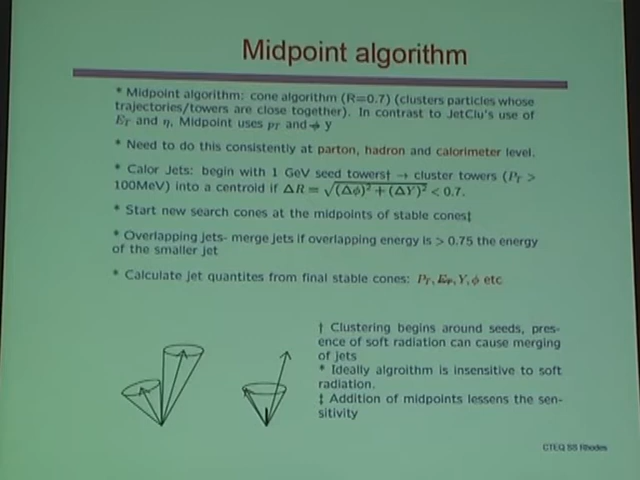 Midpoint algorithm
* Midpoint algorithm: cone algorithm (R=0.7) (clusters particles whose
trajectories/towers are close together). In contrast to JetClu's use of
E_T and η, Midpoint uses p_T and y
* Need to do this consistently at parton, hadron and calorimeter level.
* Calor Jets: begin with 1 GeV seed towers† → cluster towers (P_T >
100MeV) into a centroid if ΔR = √(Δϕ)² + (ΔY)² < 0.7.
* Start new search cones at the midpoints of stable cones‡
* Overlapping jets- merge jets if overlapping energy is > 0.75 the energy
of the smaller jet
* Calculate jet quantites from final stable cones: P_T, E_T, Y, ϕ etc
† Clustering begins around seeds, pres-
ence of soft radiation can cause merging
of jets
* Ideally algroithm is insensitive to soft
radiation.
‡ Addition of midpoints lessens the sen-
sitivity
CTEQ SS Rhodes